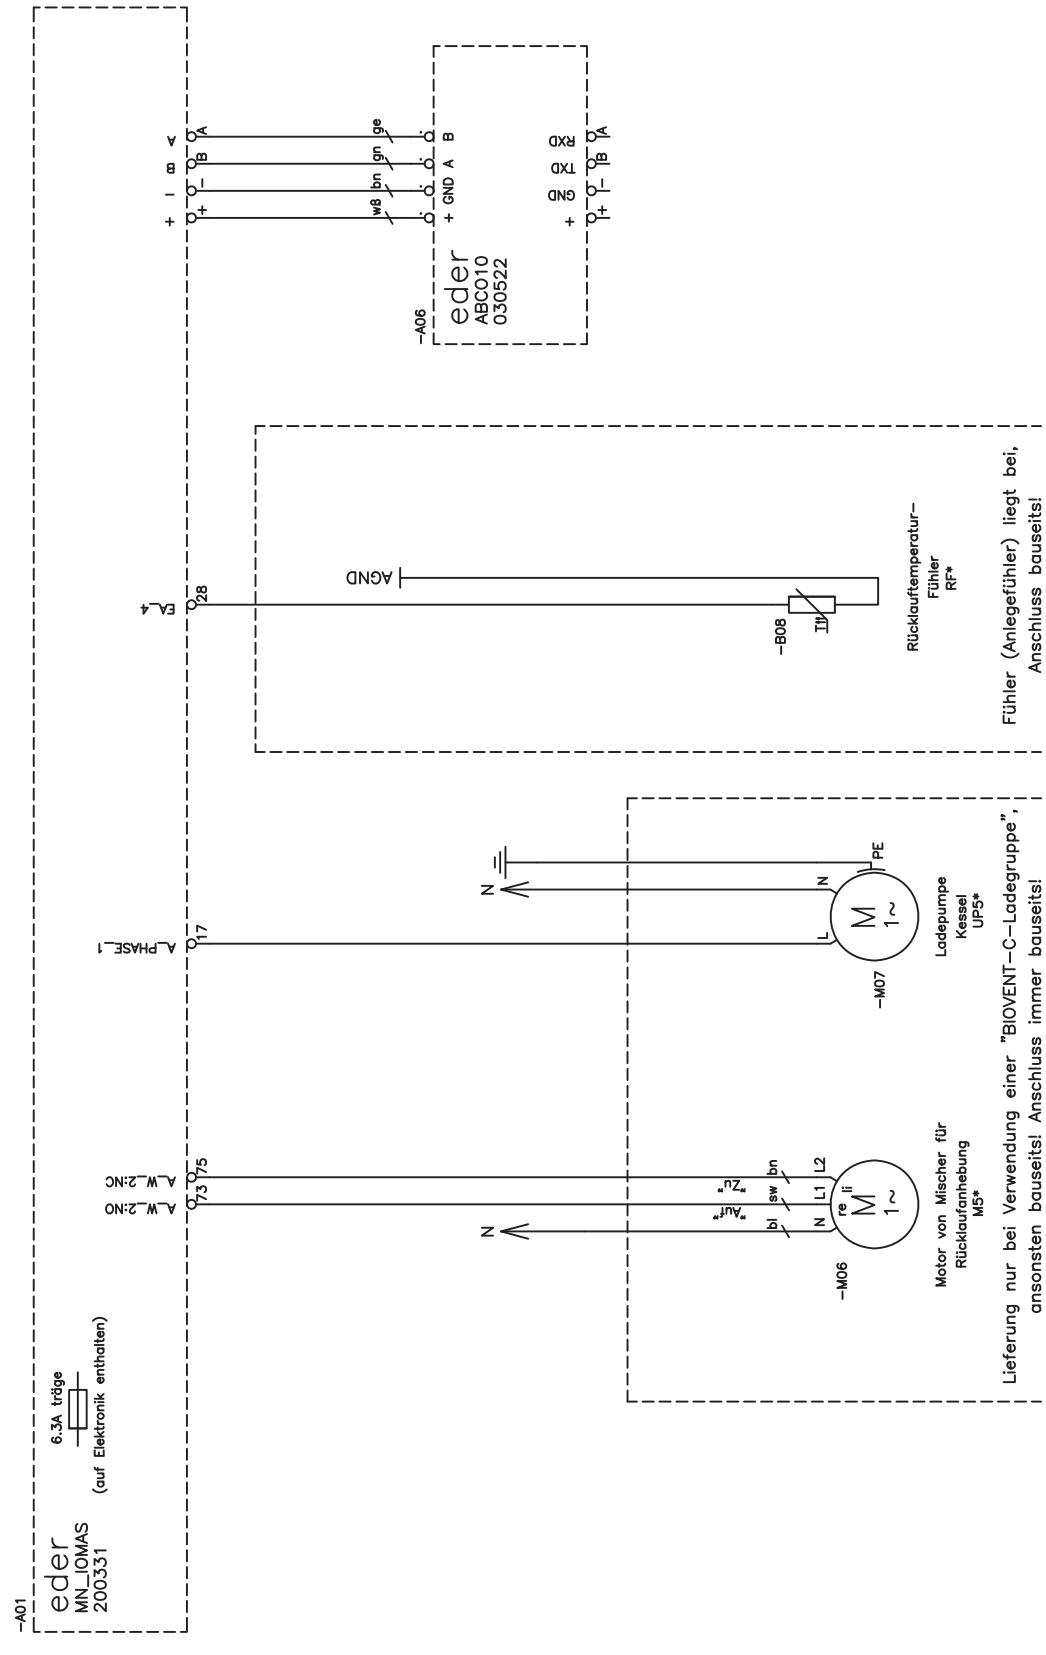 -A01
eder
MN_IOMAS
200331
6.3A träge
(auf Elektronik enthalten)
A_W_2:NO
73
A_W_2:NC
75
A_PHASE_1
17
EA_4
28
+
+
-
-
B
B
A
A
N
bl
N
"Auf"
sw
L1
"Zu"
bn
L2
re
li
M
1~
-M06
Motor von Mischer für
Rücklaufanhebung
M5*
N
L
N
PE
M
1~
-M07
Ladepumpe
Kessel
UP5*
Lieferung nur bei Verwendung einer "BIOVENT-C-Ladegruppe",
ansonsten bauseits! Anschluss immer bauseits!
AGND
-B08
Rücklauftemperatur-
Fühler
RF*
Fühler (Anlegefühler) liegt bei,
Anschluss bauseits!
-A06
eder
ABCO10
030522
wß
bn
gn
ge
+
GND
A
B
+
GND
TXD
RXD
+
-
B
A